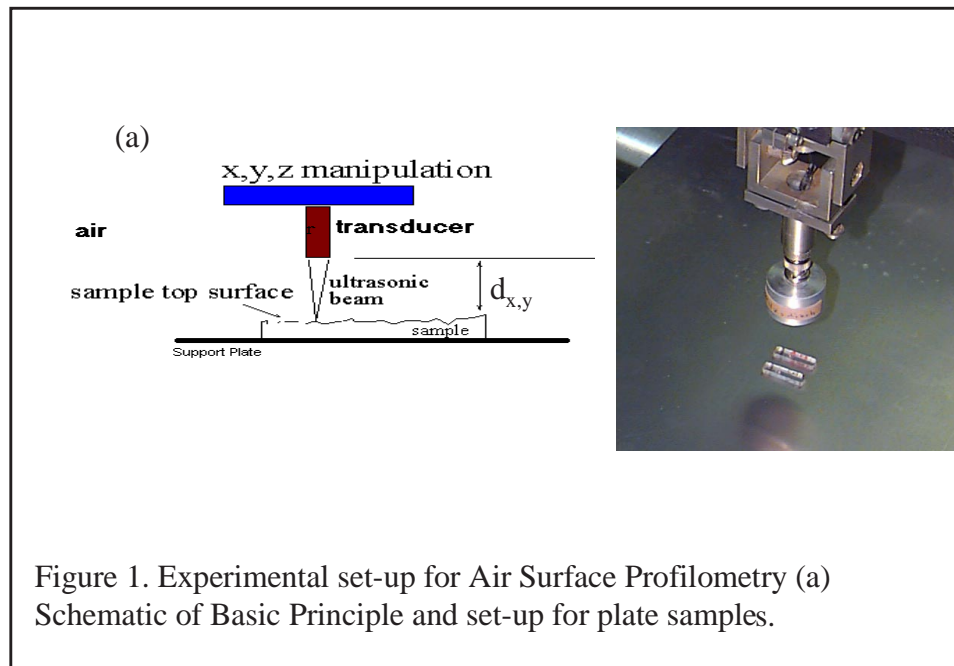 (a)
x,y,z manipulation
air
transducer
ultrasonic
beam
sample top surface
d x,y
sample
Support Plate
Figure 1. Experimental set-up for Air Surface Profilometry (a)
Schematic of Basic Principle and set-up for plate samples.